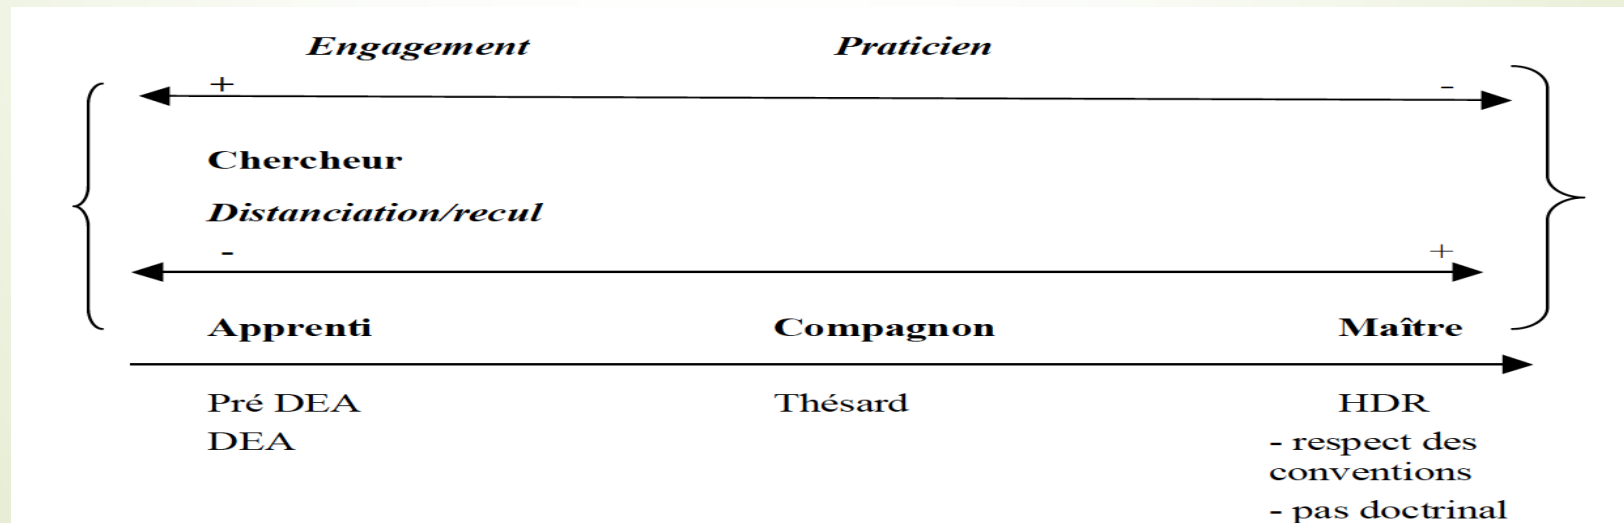 Engagement Praticien
+ -
Chercheur
Distanciation/recul
- +
Apprenti Compagnon Maître
Pré DEA Thésard HDR
DEA
- respect des
conventions
- pas doctrinal